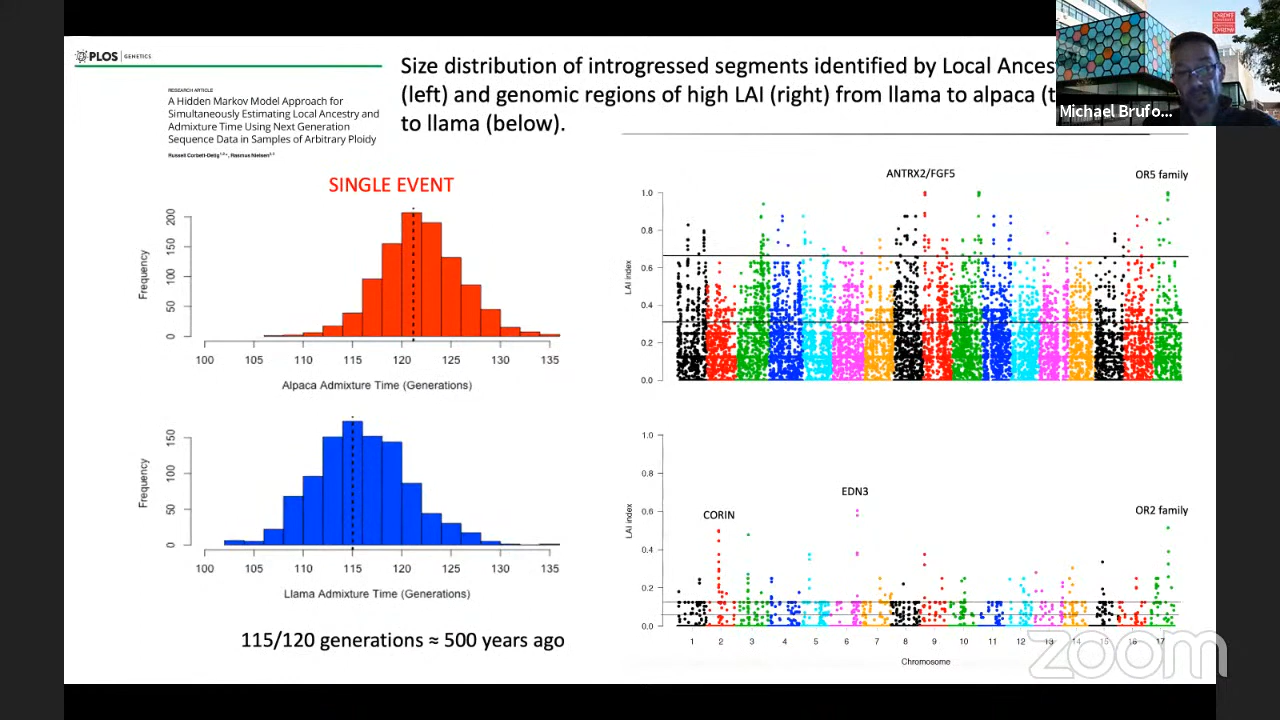 PLOS | GENETICS
RESEARCH ARTICLE
A Hidden Markov Model Approach for
Simultaneously Estimating Local Ancestry and
Admixture Time Using Next Generation
Sequence Data in Samples of Arbitrary Ploidy
Russell Corbett-Detig, Rasmus Nielsen
Size distribution of introgressed segments identified by Local Ances
(left) and genomic regions of high LAI (right) from llama to alpaca (t
to llama (below).
Michael Brufo...
SINGLE EVENT
Frequency
200
150
100
50
0
100 105 110 115 120 125 130 135
Alpaca Admixture Time (Generations)
Frequency
150
100
50
0
100 105 110 115 120 125 130 135
Llama Admixture Time (Generations)
115/120 generations ≈ 500 years ago
ANTRX2/FGF5
OR5 family
LAI index
1.0
0.8
0.6
0.4
0.2
0.0
CORIN
EDN3
OR2 family
LAI index
1.0
0.8
0.6
0.4
0.2
0.0
1 2 3 4 5 6 7 8 9 10 11 12 13 14 15 16 17
Chromosome
zoom